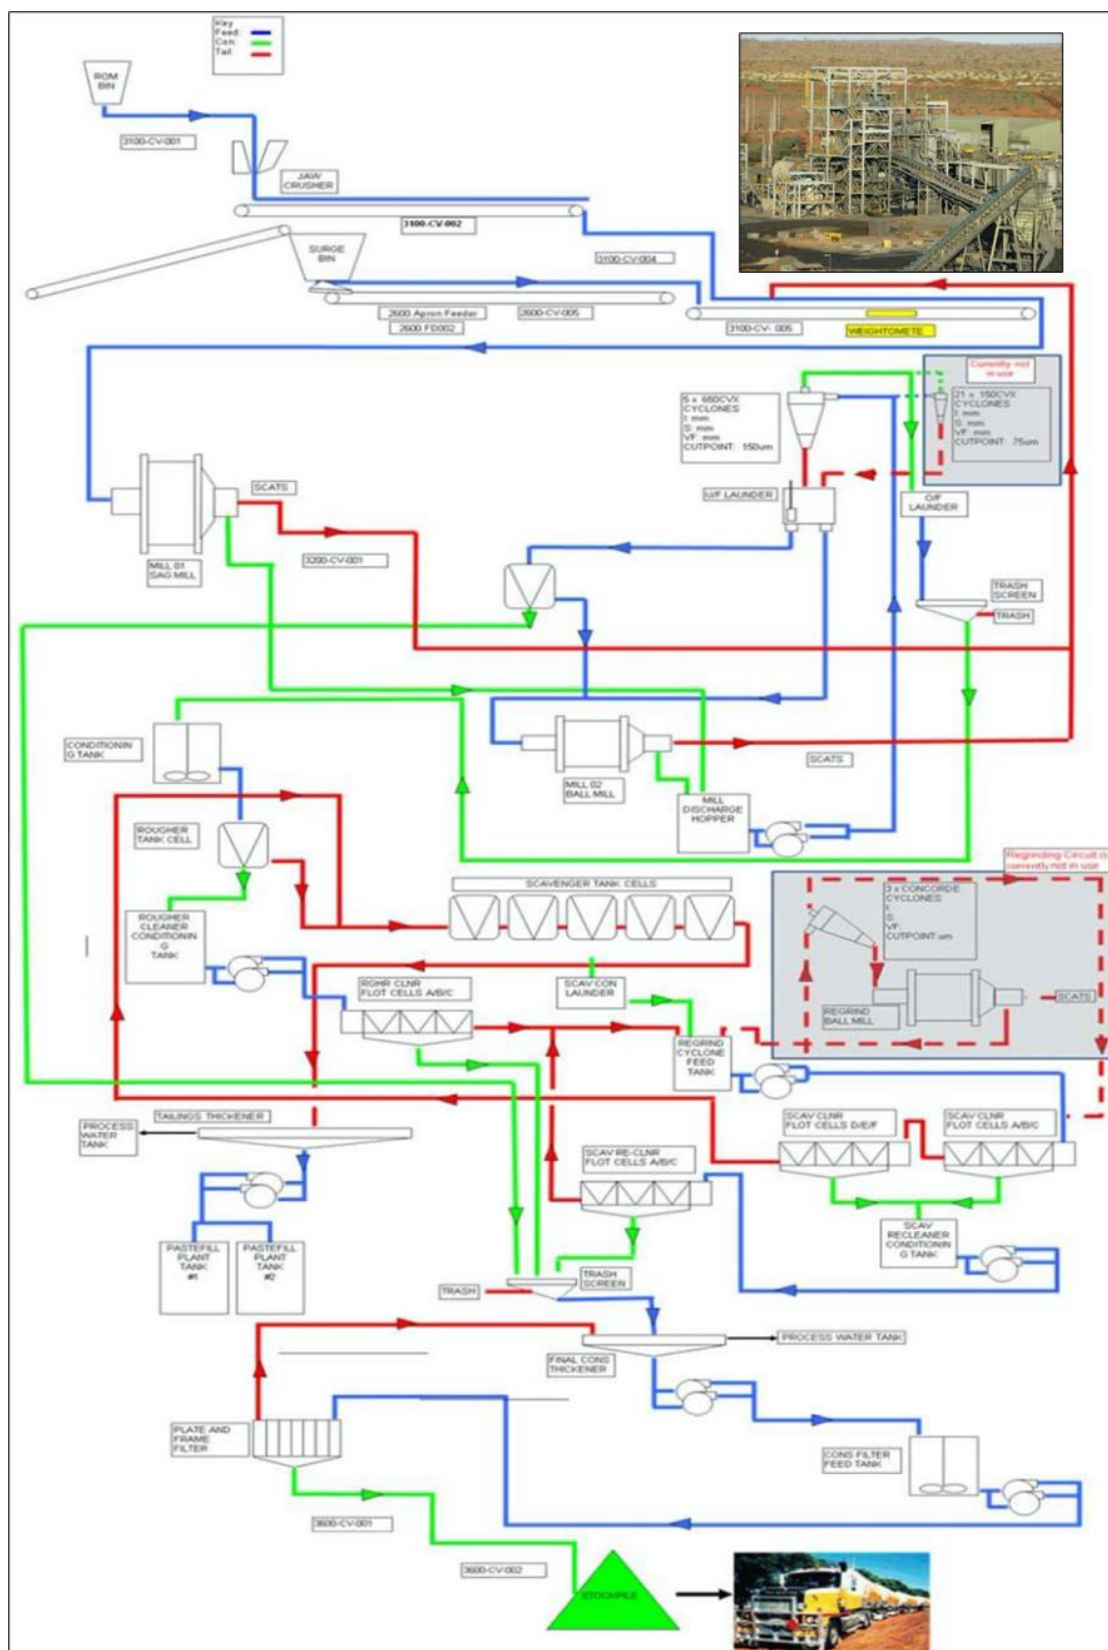 Key
Feed:
Con:
Tail:
ROM
BIN
3100-CV-001
JAW
CRUSHER
3100-CV-002
SURGE
BIN
3100-CV-004
2600 Apron Feeder
2600 FD002
2600-CV-005
3100-CV- 005
WEIGHTOMETE
Currently not
in use
5 x 650CVX
CYCLONES
I: mm
S: mm
VF: mm
CUTPOINT: 150um
21 x 150CVX
CYCLONES
I: mm
S: mm
VF: mm
CUTPOINT: 75um
SCATS
U/F LAUNDER
O/F
LAUNDER
3200-CV-001
MILL 01
SAG MILL
TRASH
SCREEN
TRASH
CONDITIONIN
G TANK
SCATS
MILL 02
BALL MILL
MILL
DISCHARGE
HOPPER
ROUGHER
TANK CELL
Regrinding Circuit is
currently not in use
SCAVENGER TANK CELLS
3 x CONCORDE
CYCLONES
I:
S:
VF:
CUTPOINT um
ROUGHER
CLEANER
CONDITIONIN
G
TANK
RGHR CLNR
FLOT CELLS A/B/C
SCAV CON
LAUNDER
SCATS
REGRIND
BALL MILL
REGRIND
CYCLONE
FEED
TANK
TAILINGS THICKENER
PROCESS
WATER
TANK
SCAV CLNR
FLOT CELLS D/E/F
SCAV CLNR
FLOT CELLS A/B/C
SCAV RE-CLNR
FLOT CELLS A/B/C
SCAV
RECLEANER
CONDITIONIN
G TANK
PASTEFILL
PLANT
TANK
#1
PASTEFILL
PLANT
TANK
#2
TRASH
SCREEN
TRASH
PROCESS WATER TANK
FINAL CONS
THICKENER
PLATE AND
FRAME
FILTER
CONS FILTER
FEED TANK
3600-CV-001
3600-CV-002
STOCKPILE